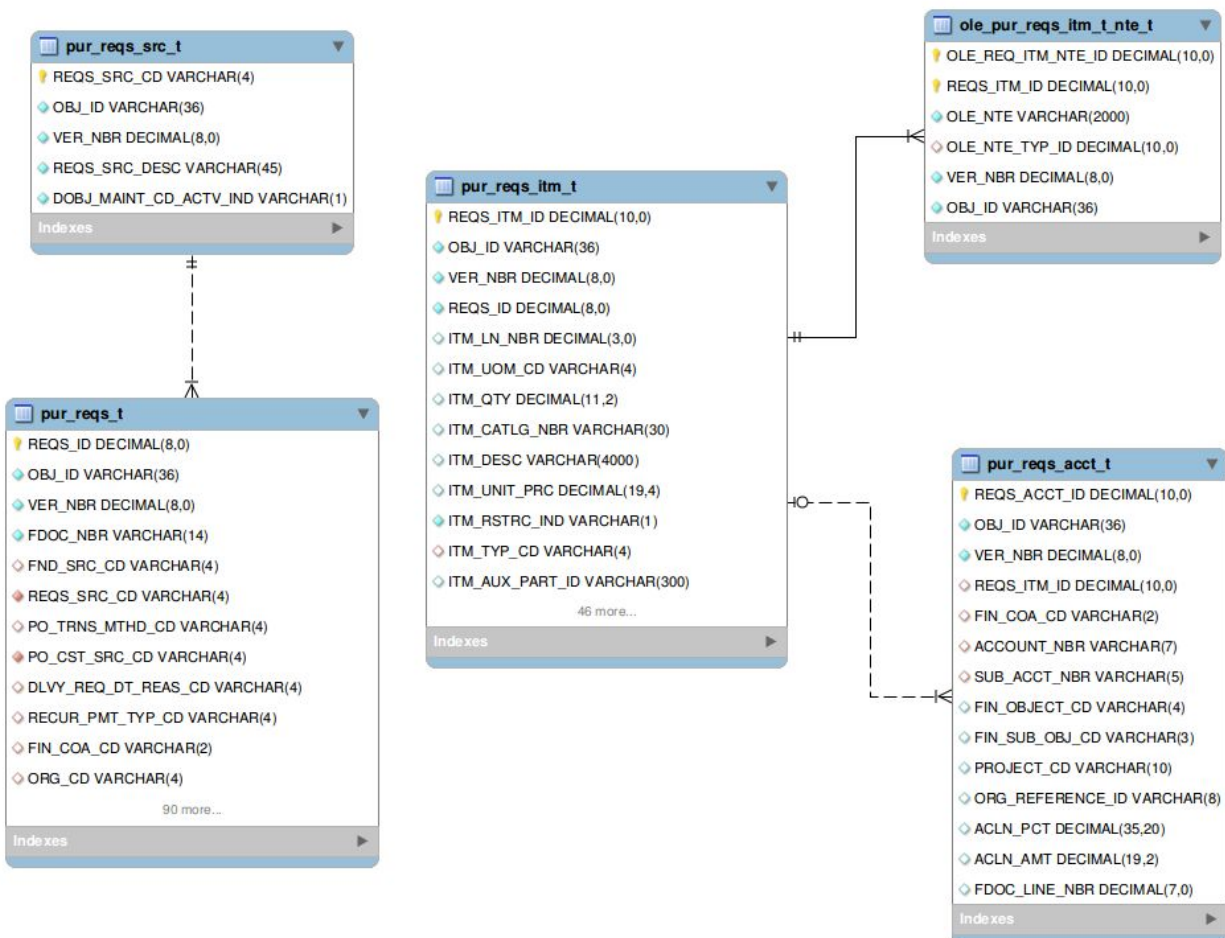 pur_reqs_src_t
REQS_SRC_CD VARCHAR(4)
OBJ_ID VARCHAR(36)
VER_NBR DECIMAL(8,0)
REQS_SRC_DESC VARCHAR(45)
DOBJ_MAINT_CD_ACTV_IND VARCHAR(1)
Indexes
pur_reqs_t
REQS_ID DECIMAL(8,0)
OBJ_ID VARCHAR(36)
VER_NBR DECIMAL(8,0)
FDOC_NBR VARCHAR(14)
FND_SRC_CD VARCHAR(4)
REQS_SRC_CD VARCHAR(4)
PO_TRNS_MTHD_CD VARCHAR(4)
PO_CST_SRC_CD VARCHAR(4)
DLVY_REQ_DT_REAS_CD VARCHAR(4)
RECUR_PMT_TYP_CD VARCHAR(4)
FIN_COA_CD VARCHAR(2)
ORG_CD VARCHAR(4)
90 more...
Indexes
pur_reqs_itm_t
REQS_ITM_ID DECIMAL(10,0)
OBJ_ID VARCHAR(36)
VER_NBR DECIMAL(8,0)
REQS_ID DECIMAL(8,0)
ITM_LN_NBR DECIMAL(3,0)
ITM_UOM_CD VARCHAR(4)
ITM_QTY DECIMAL(11,2)
ITM_CATLG_NBR VARCHAR(30)
ITM_DESC VARCHAR(4000)
ITM_UNIT_PRC DECIMAL(19,4)
ITM_RSTRC_IND VARCHAR(1)
ITM_TYP_CD VARCHAR(4)
ITM_AUX_PART_ID VARCHAR(300)
46 more...
Indexes
ole_pur_reqs_itm_t_nte_t
OLE_REQ_ITM_NTE_ID DECIMAL(10,0)
REQS_ITM_ID DECIMAL(10,0)
OLE_NTE VARCHAR(2000)
OLE_NTE_TYP_ID DECIMAL(10,0)
VER_NBR DECIMAL(8,0)
OBJ_ID VARCHAR(36)
Indexes
pur_reqs_acct_t
REQS_ACCT_ID DECIMAL(10,0)
OBJ_ID VARCHAR(36)
VER_NBR DECIMAL(8,0)
REQS_ITM_ID DECIMAL(10,0)
FIN_COA_CD VARCHAR(2)
ACCOUNT_NBR VARCHAR(7)
SUB_ACCT_NBR VARCHAR(5)
FIN_OBJECT_CD VARCHAR(4)
FIN_SUB_OBJ_CD VARCHAR(3)
PROJECT_CD VARCHAR(10)
ORG_REFERENCE_ID VARCHAR(8)
ACLN_PCT DECIMAL(35,20)
ACLN_AMT DECIMAL(19,2)
FDOC_LINE_NBR DECIMAL(7,0)
Indexes